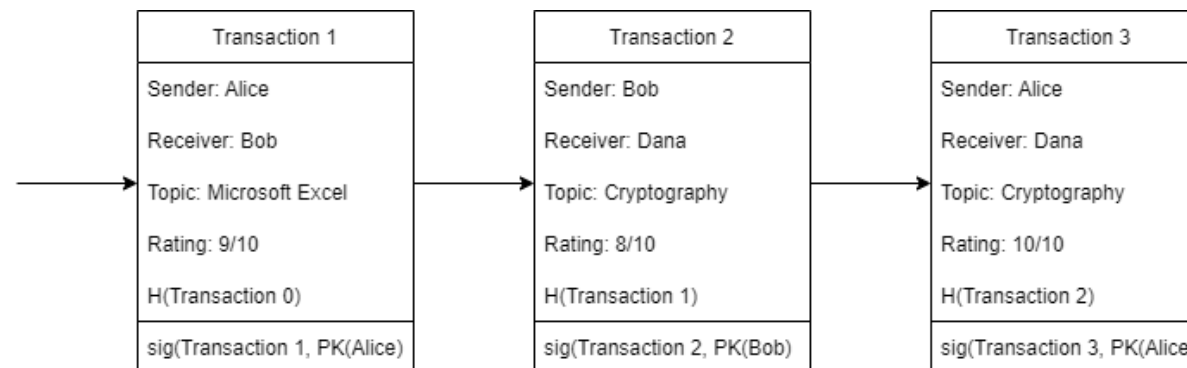 Transaction 1
Sender: Alice
Receiver: Bob
Topic: Microsoft Excel
Rating: 9/10
H(Transaction 0)
sig(Transaction 1, PK(Alice)
Transaction 2
Sender: Bob
Receiver: Dana
Topic: Cryptography
Rating: 8/10
H(Transaction 1)
sig(Transaction 2, PK(Bob)
Transaction 3
Sender: Alice
Receiver: Dana
Topic: Cryptography
Rating: 10/10
H(Transaction 2)
sig(Transaction 3, PK(Alice